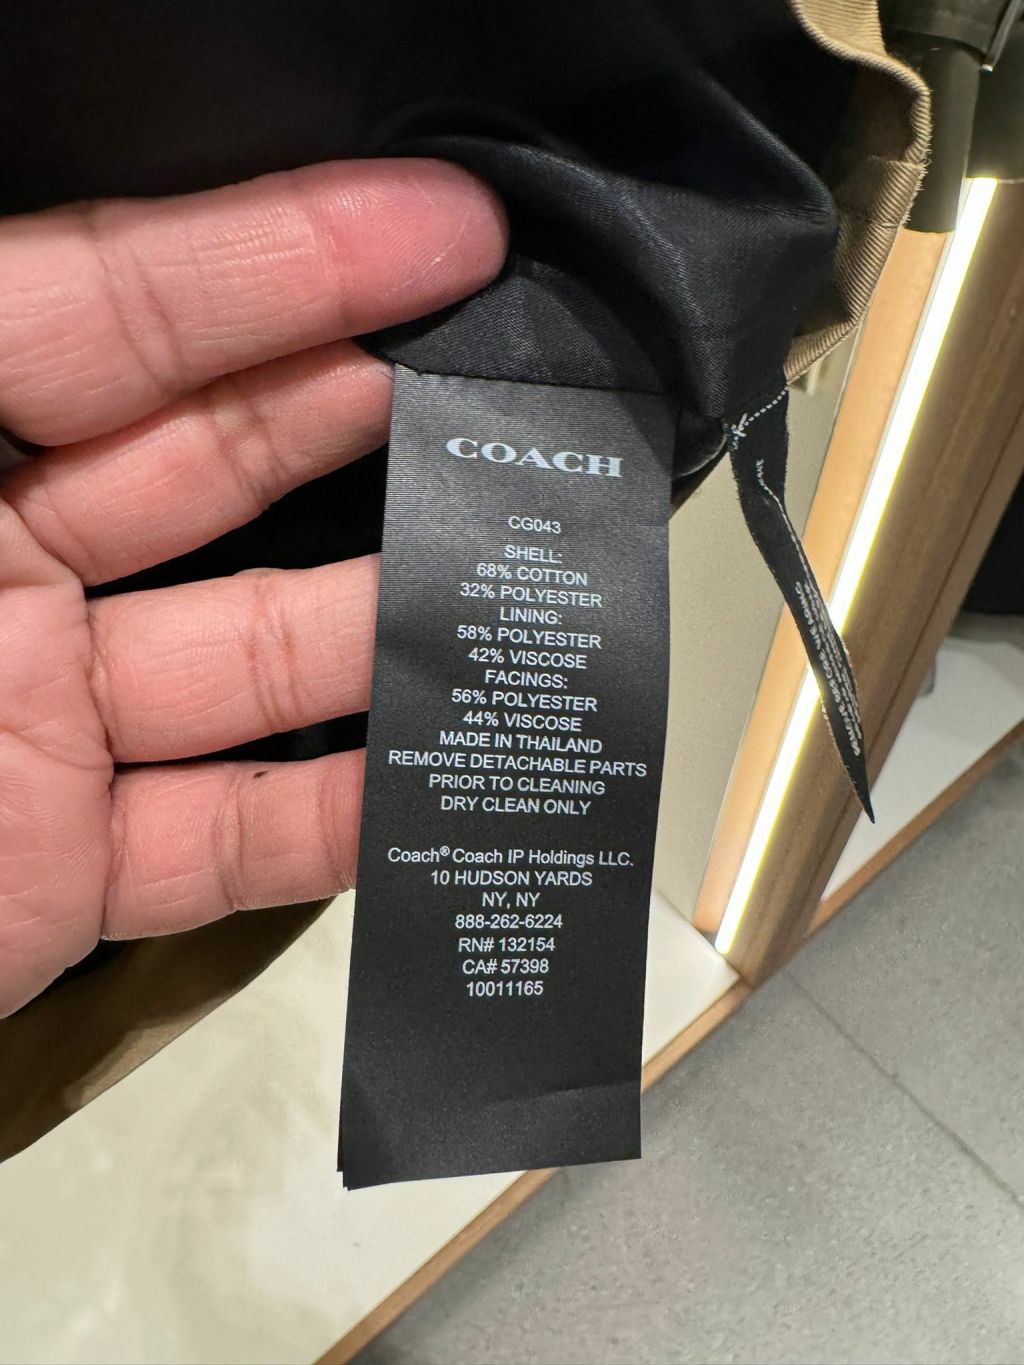 COACH
CG043
SHELL:
68% COTTON
32% POLYESTER
LINING:
58% POLYESTER
42% VISCOSE
FACINGS:
56% POLYESTER
44% VISCOSE
MADE IN THAILAND
REMOVE DETACHABLE PARTS
PRIOR TO CLEANING
DRY CLEAN ONLY
Coach® Coach IP Holdings LLC.
10 HUDSON YARDS
NY, NY
888-262-6224
RN# 132154
CA# 57398
10011165